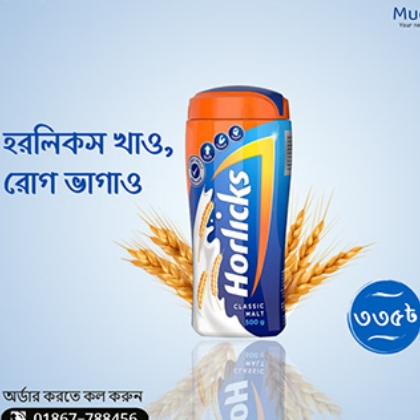 হরলিকস খাও,
রোগ ভাগাও
Horlicks
CLASSIC
MALT
500 g
৩৩৫৳
অর্ডার করতে কল করুন
01867-788456